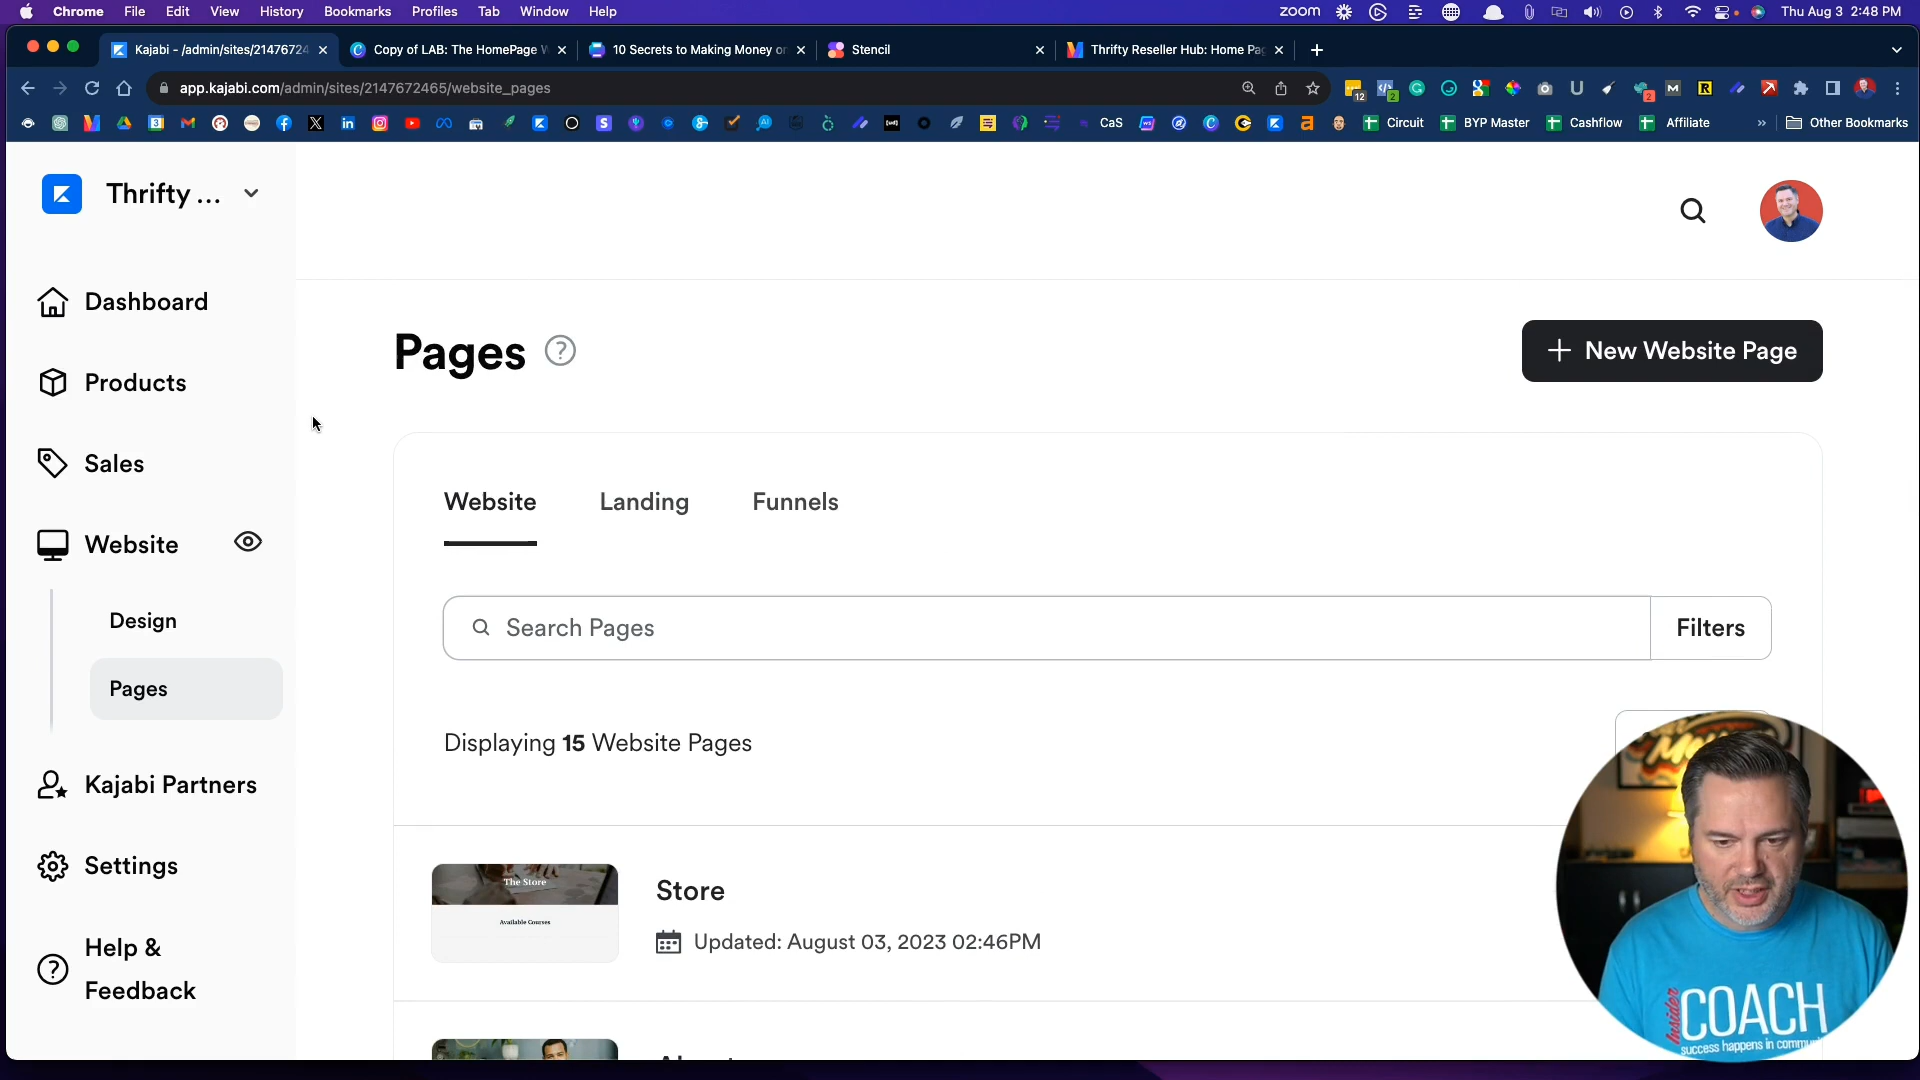 Chrome File Edit View History Bookmarks Profiles Tab Window Help zoom Thu Aug 3 2:48 PM
Kajabi - /admin/sites/21476724 Copy of LAB: The HomePage W 10 Secrets to Making Money or Stencil Thrifty Reseller Hub: Home Pag
app.kajabi.com/admin/sites/2147672465/website_pages
CaS Circuit BYP Master Cashflow Affiliate » Other Bookmarks
Thrifty ...
Dashboard
Products
Sales
Website
Design
Pages
Kajabi Partners
Settings
Help &
Feedback
Pages
+ New Website Page
Website Landing Funnels
Search Pages Filters
Displaying 15 Website Pages
The Store
Available Courses
Store
Updated: August 03, 2023 02:46PM
Insider
COACH
success happens in